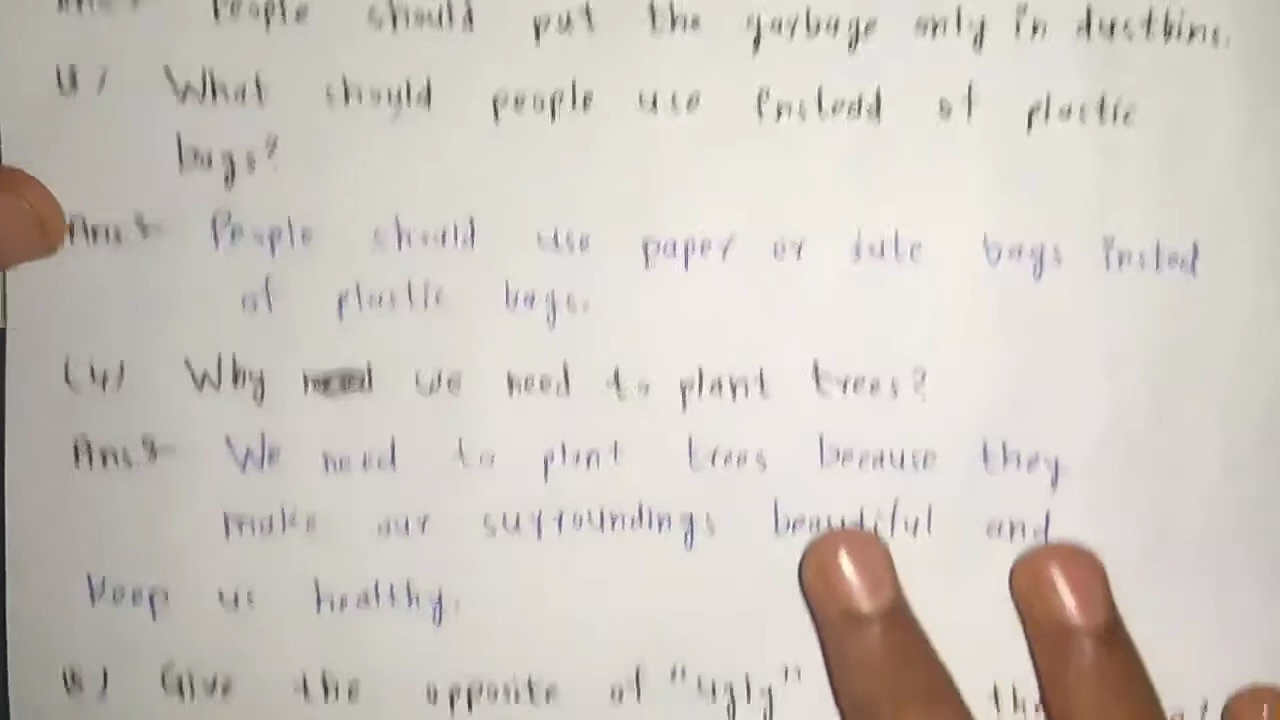 People should put the garbage only in dustbins.
What should people use instead of plastic
bags?
Ans:- People should use paper or jute bags insted
of plastic bags.
(4) Why we need to plant trees?
Ans:- We need to plant trees because they
make our surroundings beautiful and
keep us healthy.
Give the opposite of "ugly"